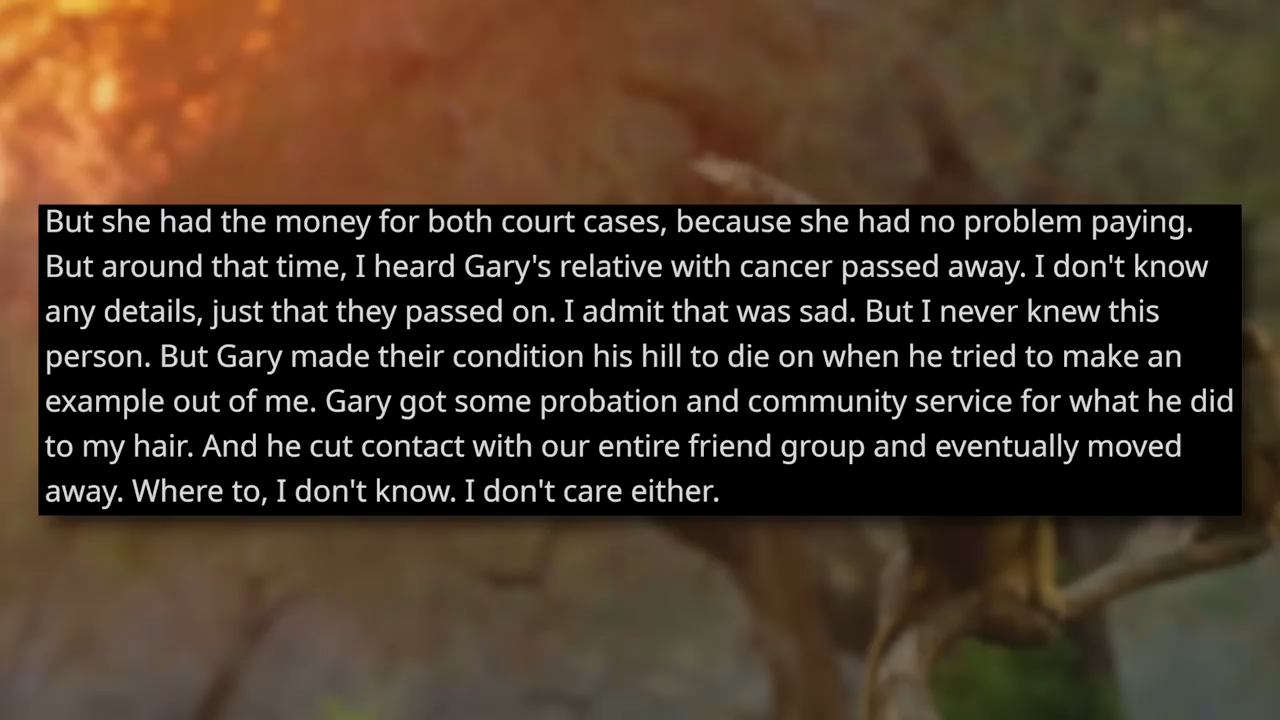 But she had the money for both court cases, because she had no problem paying.
But around that time, I heard Gary's relative with cancer passed away. I don't know
any details, just that they passed on. I admit that was sad. But I never knew this
person. But Gary made their condition his hill to die on when he tried to make an
example out of me. Gary got some probation and community service for what he did
to my hair. And he cut contact with our entire friend group and eventually moved
away. Where to, I don't know. I don't care either.